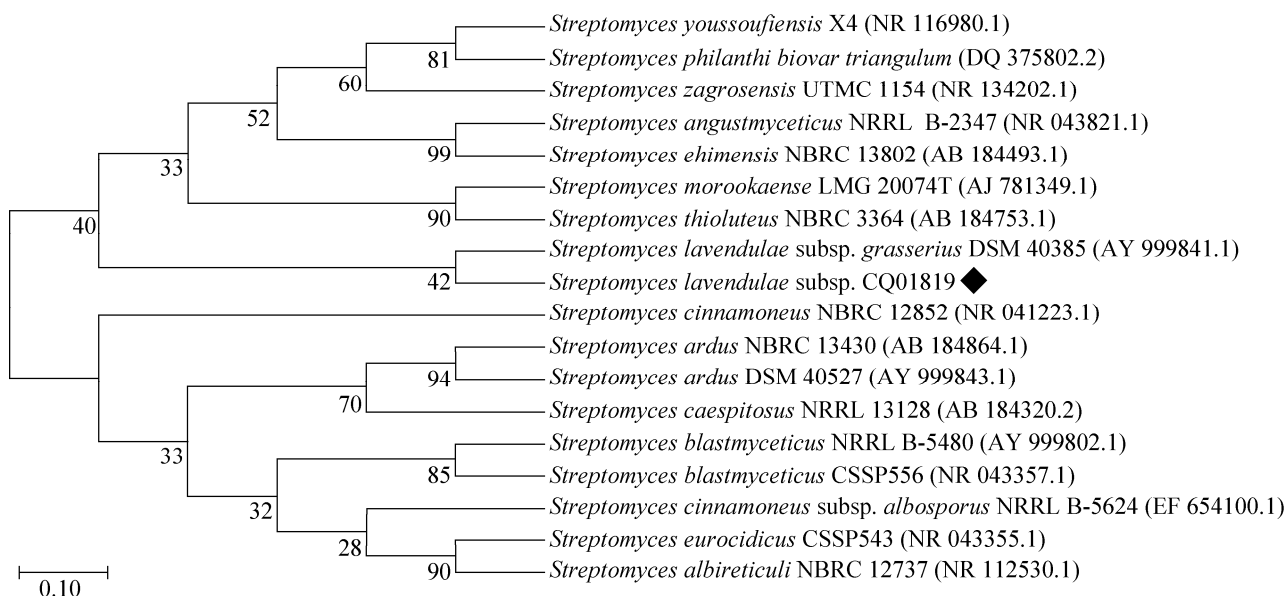 Streptomyces youssoufiensis X4 (NR 116980.1)
81
Streptomyces philanthi biovar triangulum (DQ 375802.2)
60
Streptomyces zagrosensis UTMC 1154 (NR 134202.1)
52
Streptomyces angustmyceticus NRRL B-2347 (NR 043821.1)
99
Streptomyces ehimensis NBRC 13802 (AB 184493.1)
33
Streptomyces morookaense LMG 20074T (AJ 781349.1)
90
Streptomyces thioluteus NBRC 3364 (AB 184753.1)
40
Streptomyces lavendulae subsp. grasserius DSM 40385 (AY 999841.1)
42
Streptomyces lavendulae subsp. CQ01819
Streptomyces cinnamoneus NBRC 12852 (NR 041223.1)
Streptomyces ardus NBRC 13430 (AB 184864.1)
94
Streptomyces ardus DSM 40527 (AY 999843.1)
70
Streptomyces caespitosus NRRL 13128 (AB 184320.2)
33
Streptomyces blastmyceticus NRRL B-5480 (AY 999802.1)
85
Streptomyces blastmyceticus CSSP556 (NR 043357.1)
32
Streptomyces cinnamoneus subsp. albosporus NRRL B-5624 (EF 654100.1)
28
Streptomyces eurocidicus CSSP543 (NR 043355.1)
90
Streptomyces albireticuli NBRC 12737 (NR 112530.1)
0.10